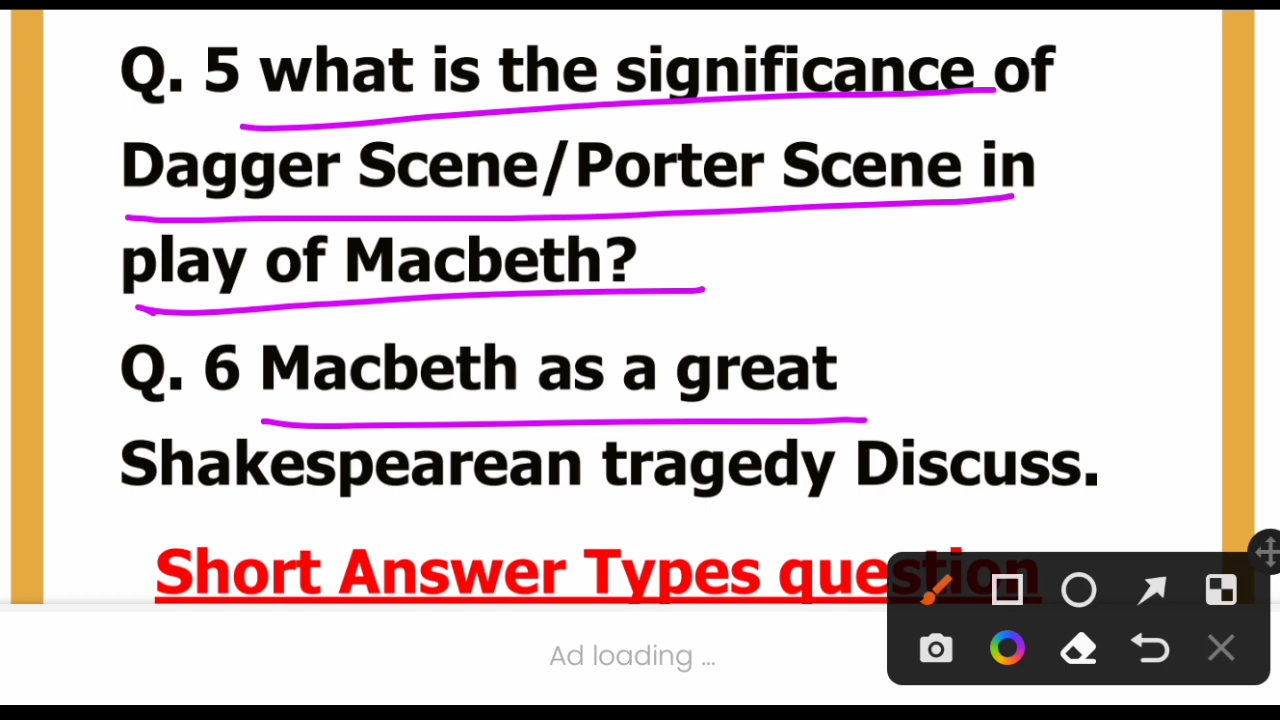 Q. 5 what is the significance of
Dagger Scene/Porter Scene in
play of Macbeth?
Q. 6 Macbeth as a great
Shakespearean tragedy Discuss.
Short Answer Types question
Ad loading ...